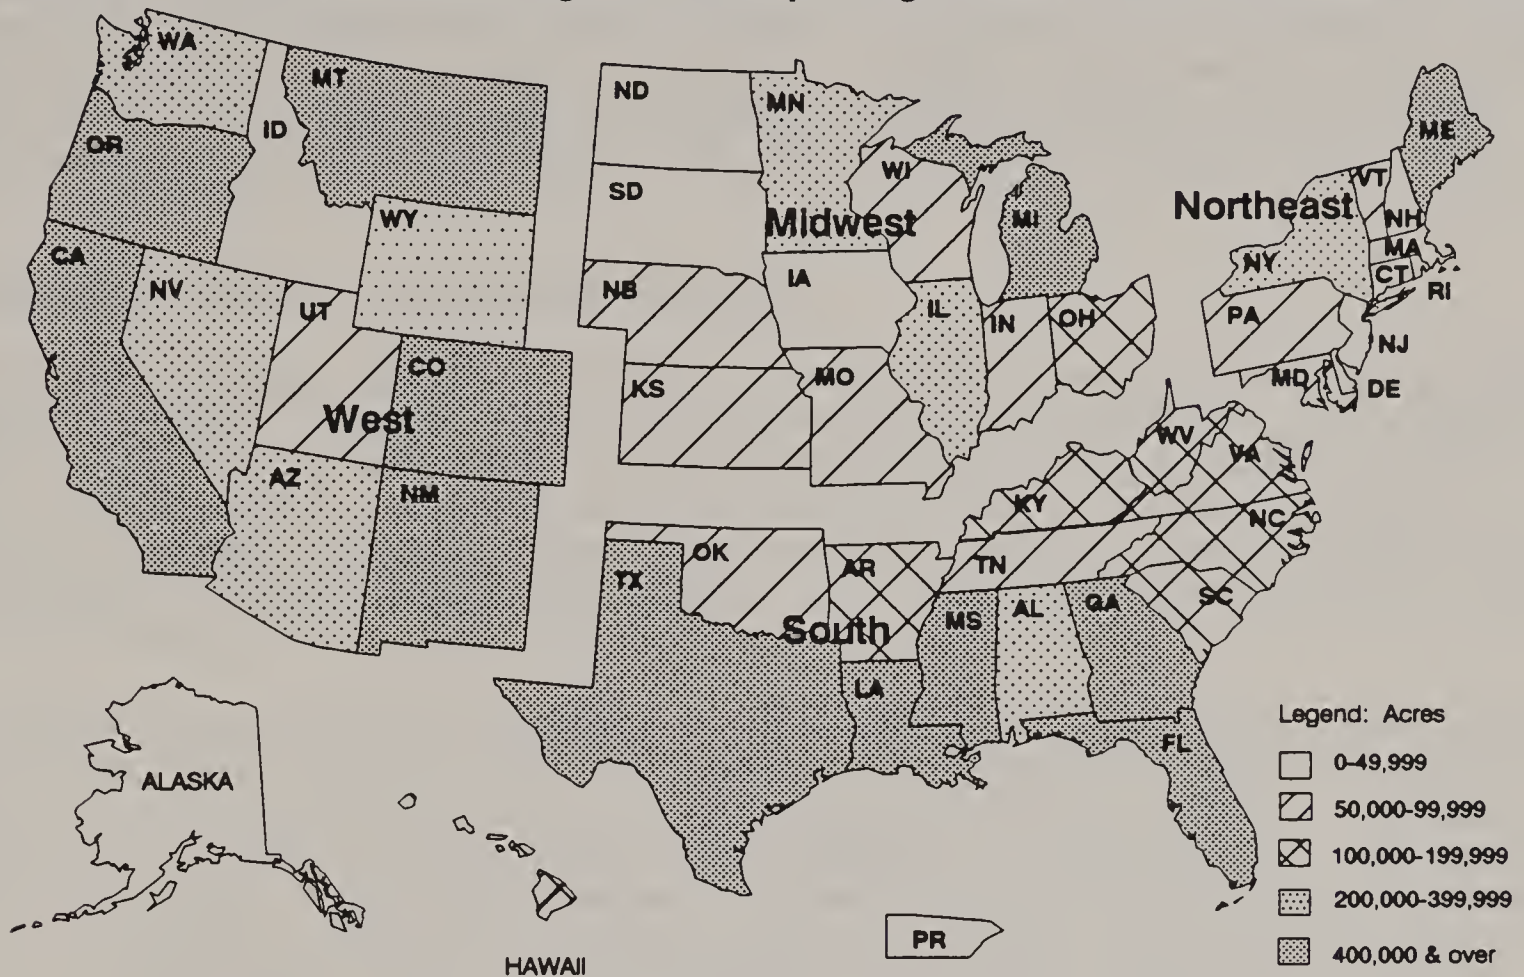 WA
MT
ND
MN
ME
OR
ID
WI
VT
SD
Northeast
WY
Midwest
MI
NH
CA
MA
NY
CT
NV
NB
IA
RI
UT
IL
IN
OH
PA
NJ
CO
KS
MO
MD
DE
West
WV
VA
AZ
NM
KY
NC
OK
TN
TX
AR
SC
South
MS
AL
GA
LA
FL
ALASKA
HAWAII
PR
Legend: Acres
0-49,999
50,000-99,999
100,000-199,999
200,000-399,999
400,000 & over